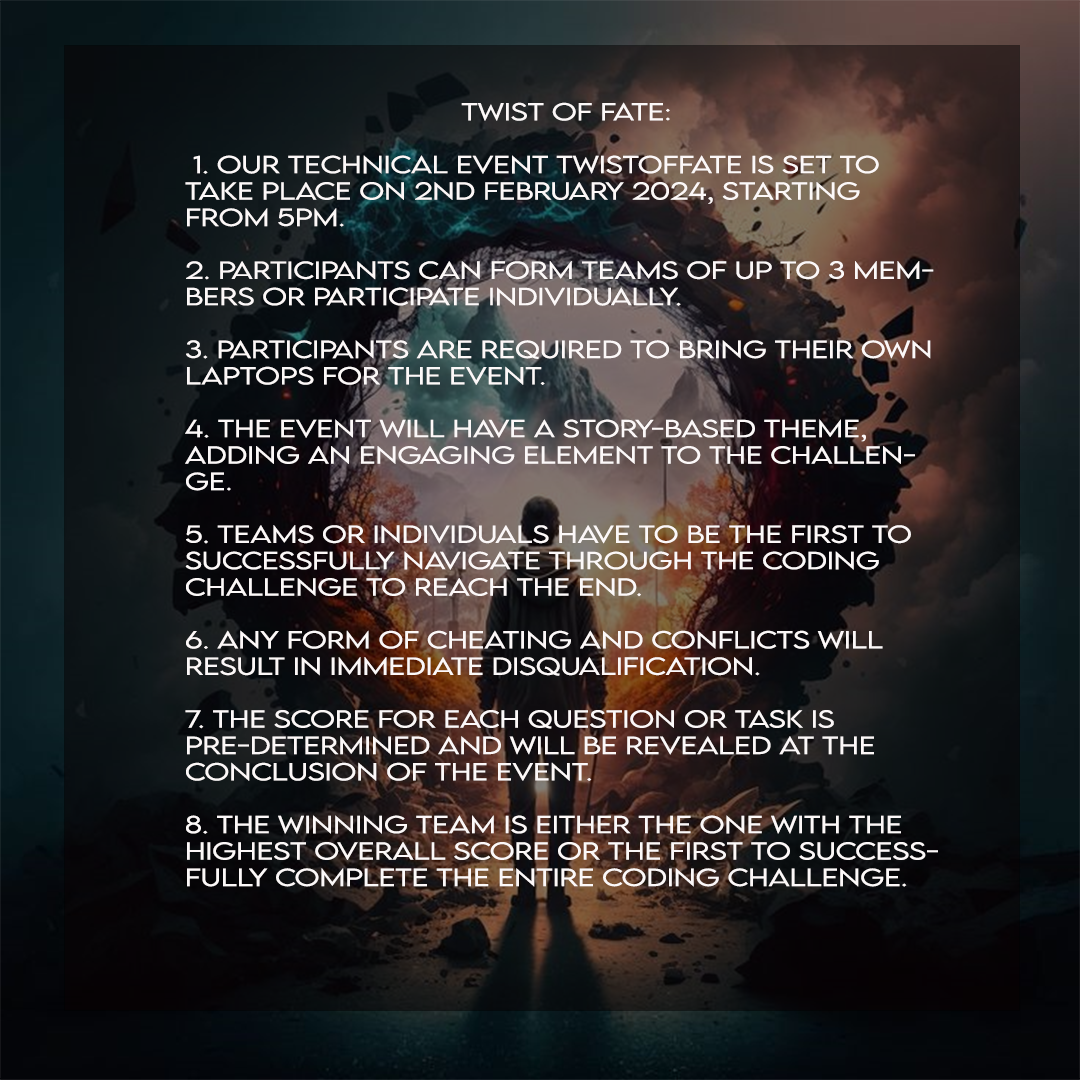 TWIST OF FATE:
1. OUR TECHNICAL EVENT TWISTOFFATE IS SET TO
TAKE PLACE ON 2ND FEBRUARY 2024, STARTING
FROM 5PM.
2. PARTICIPANTS CAN FORM TEAMS OF UP TO 3 MEM-
BERS OR PARTICIPATE INDIVIDUALLY.
3. PARTICIPANTS ARE REQUIRED TO BRING THEIR OWN
LAPTOPS FOR THE EVENT.
4. THE EVENT WILL HAVE A STORY-BASED THEME,
ADDING AN ENGAGING ELEMENT TO THE CHALLEN-
GE.
5. TEAMS OR INDIVIDUALS HAVE TO BE THE FIRST TO
SUCCESSFULLY NAVIGATE THROUGH THE CODING
CHALLENGE TO REACH THE END.
6. ANY FORM OF CHEATING AND CONFLICTS WILL
RESULT IN IMMEDIATE DISQUALIFICATION.
7. THE SCORE FOR EACH QUESTION OR TASK IS
PRE-DETERMINED AND WILL BE REVEALED AT THE
CONCLUSION OF THE EVENT.
8. THE WINNING TEAM IS EITHER THE ONE WITH THE
HIGHEST OVERALL SCORE OR THE FIRST TO SUCCESS-
FULLY COMPLETE THE ENTIRE CODING CHALLENGE.